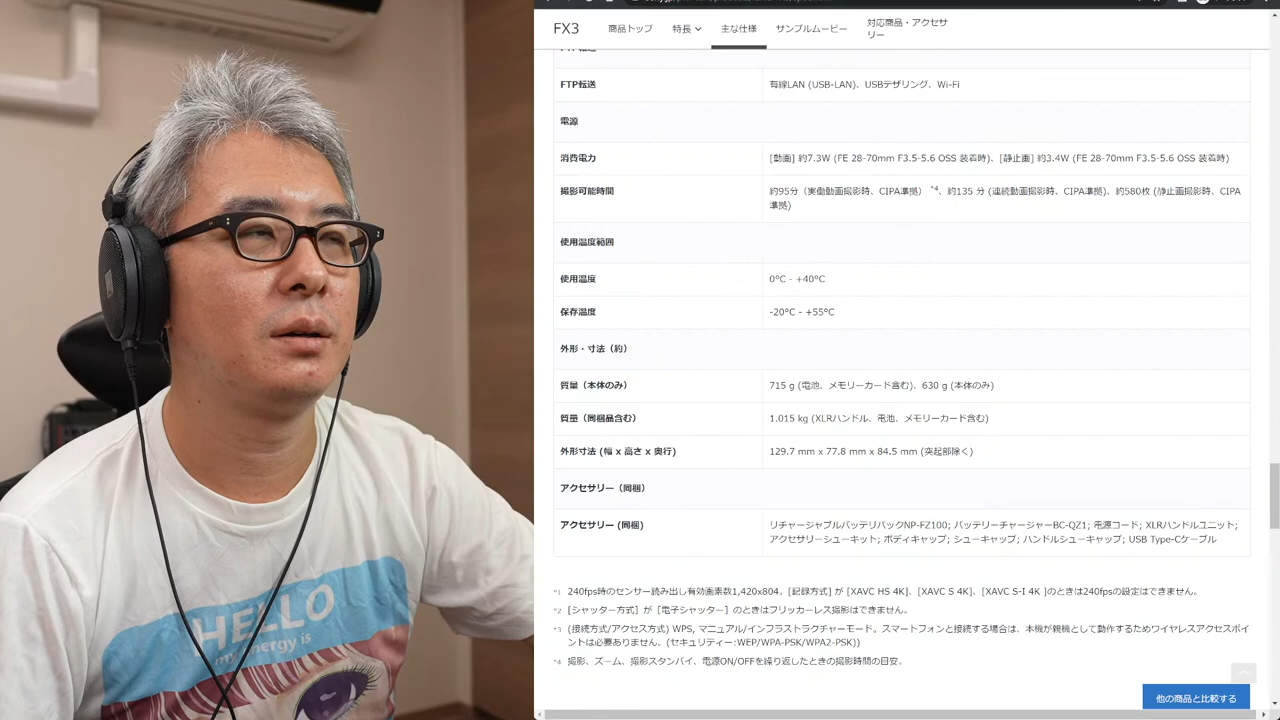 FX3
商品トップ
特長
主な仕様
サンプルムービー
対応商品・アクセサ
リー
FTP転送
有線LAN (USB-LAN)、USBテザリング、Wi-Fi
電源
消費電力
[動画] 約7.3W (FE 28-70mm F3.5-5.6 OSS 装着時)、[静止画] 約3.4W (FE 28-70mm F3.5-5.6 OSS 装着時)
撮影可能時間
約95分（実働動画撮影時、CIPA準拠） *4、約135 分 (連続動画撮影時、CIPA準拠)、約580枚 (静止画撮影時、CIPA
準拠)
使用温度範囲
使用温度
0°C - +40°C
保存温度
-20°C - +55°C
外形・寸法（約）
質量（本体のみ）
715 g (電池、メモリーカード含む)、630 g (本体のみ)
質量（同梱品含む）
1.015 kg (XLRハンドル、電池、メモリーカード含む)
外形寸法 (幅 x 高さ x 奥行)
129.7 mm x 77.8 mm x 84.5 mm (突起部除く)
アクセサリー（同梱）
アクセサリー (同梱)
リチャージャブルバッテリパックNP-FZ100; バッテリーチャージャーBC-QZ1; 電源コード; XLRハンドルユニット;
アクセサリーシューキット; ボディキャップ; シューキャップ; ハンドルシューキャップ; USB Type-Cケーブル
*1 240fps時のセンサー読み出し有効画素数1,420x804。[記録方式] が [XAVC HS 4K]、[XAVC S 4K]、[XAVC S-I 4K ]のときは240fpsの設定はできません。
*2 [シャッター方式］が［電子シャッター］のときはフリッカーレス撮影はできません。
*3 (接続方式/アクセス方式) WPS, マニュアル/インフラストラクチャーモード。スマートフォンと接続する場合は、本機が親機として動作するためワイヤレスアクセスポイ
ントは必要ありません。(セキュリティー:WEP/WPA-PSK/WPA2-PSK))
*4 撮影、ズーム、撮影スタンバイ、電源ON/OFFを繰り返したときの撮影時間の目安。
他の商品と比較する
HELLO
my energy is